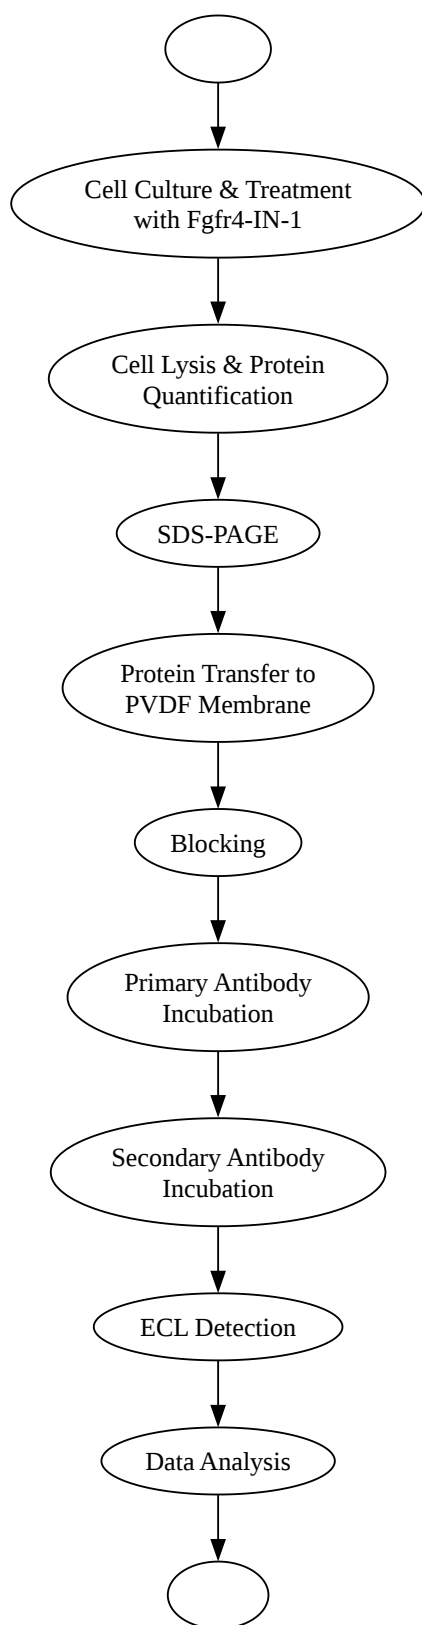 Cell Culture & Treatment
with Fgfr4-IN-1
Cell Lysis & Protein
Quantification
SDS-PAGE
Protein Transfer to
PVDF Membrane
Blocking
Primary Antibody
Incubation
Secondary Antibody
Incubation
ECL Detection
Data Analysis